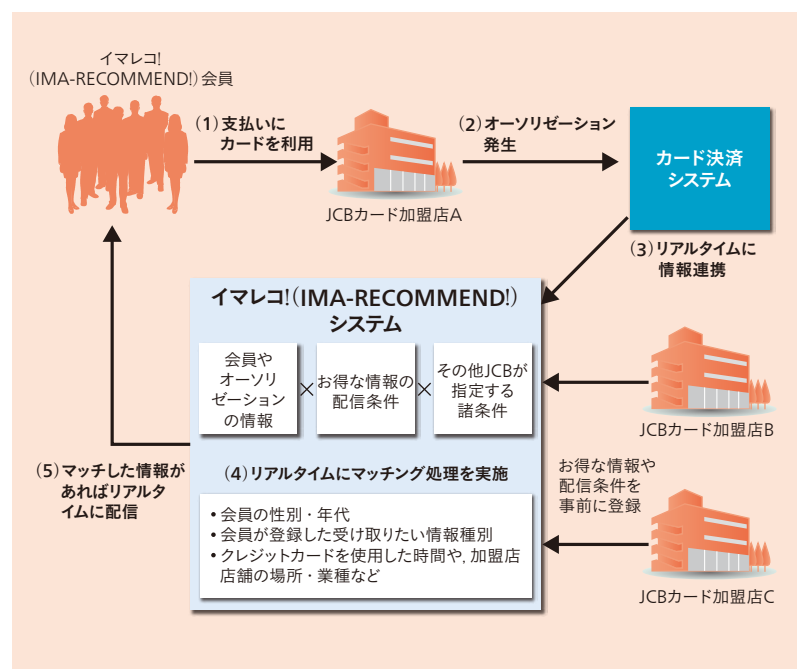 イマレコ!
(IMA-RECOMMEND!)会員
(1)支払いに
カードを利用
JCBカード加盟店A
(2)オーソリゼーション
発生
カード決済
システム
(3)リアルタイムに
情報連携
イマレコ!(IMA-RECOMMEND!)
システム
会員や
オーソリ
ゼーション
の情報
×
お得な情報の
配信条件
×
その他JCBが
指定する
諸条件
(4)リアルタイムにマッチング処理を実施
• 会員の性別・年代
• 会員が登録した受け取りたい情報種別
• クレジットカードを使用した時間や, 加盟店
店舗の場所・業種など
JCBカード加盟店B
お得な情報や
配信条件を
事前に登録
JCBカード加盟店C
(5)マッチした情報が
あればリアルタ
イムに配信